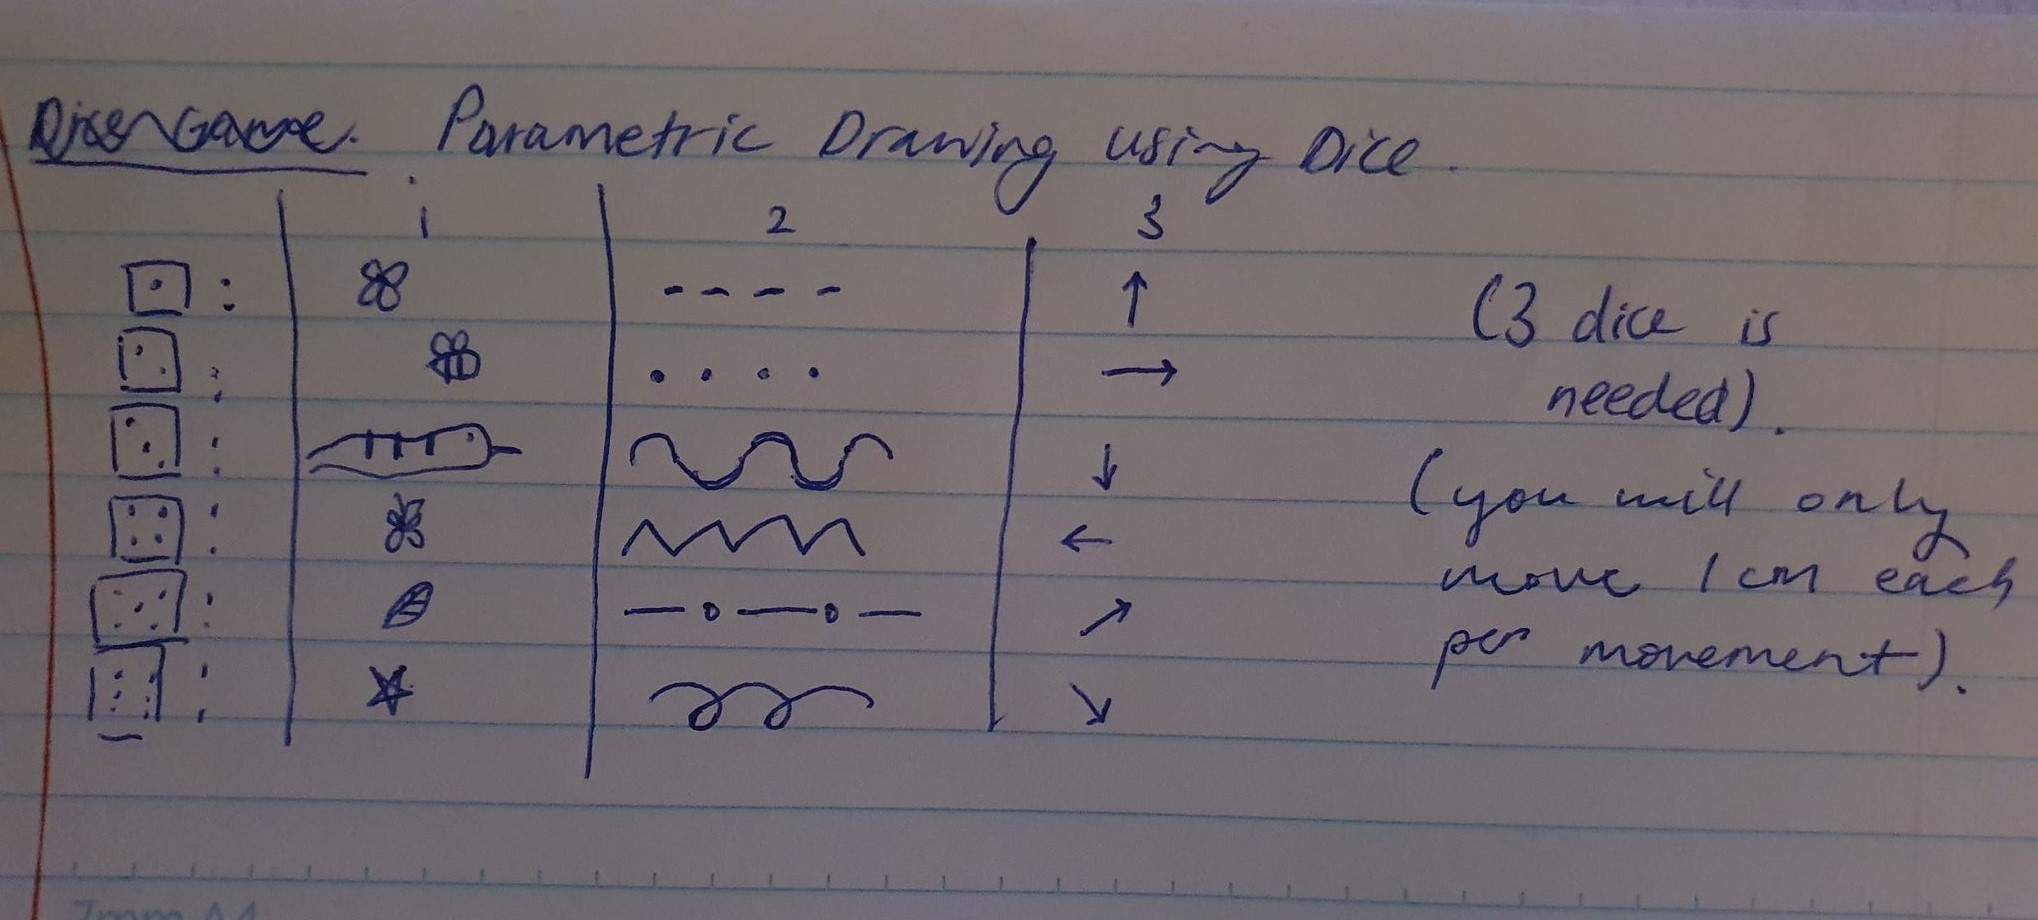 Dice Game. Parametric Drawing using Dice.
1 2 3
(3 dice is
needed).
(you will only
move 1cm each
per movement).
7mm A4